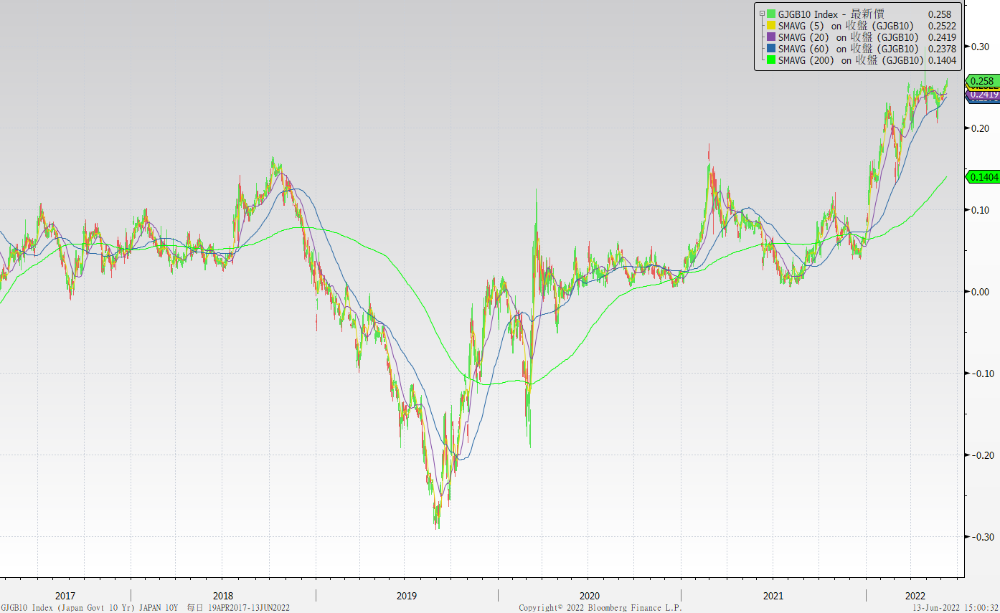 GJGB10 Index - 最新價 0.258
SMAVG (5) on 收盤 (GJGB10) 0.2522
SMAVG (20) on 收盤 (GJGB10) 0.2419
SMAVG (60) on 收盤 (GJGB10) 0.2378
SMAVG (200) on 收盤 (GJGB10) 0.1404
0.30
0.258
0.2419
0.20
0.1404
0.10
0.00
-0.10
-0.20
-0.30
2017 2018 2019 2020 2021 2022
GJGB10 Index (Japan Govt 10 Yr) JAPAN 10Y 每日 19APR2017-13JUN2022 Copyright© 2022 Bloomberg Finance L.P. 13-Jun-2022 15:00:32